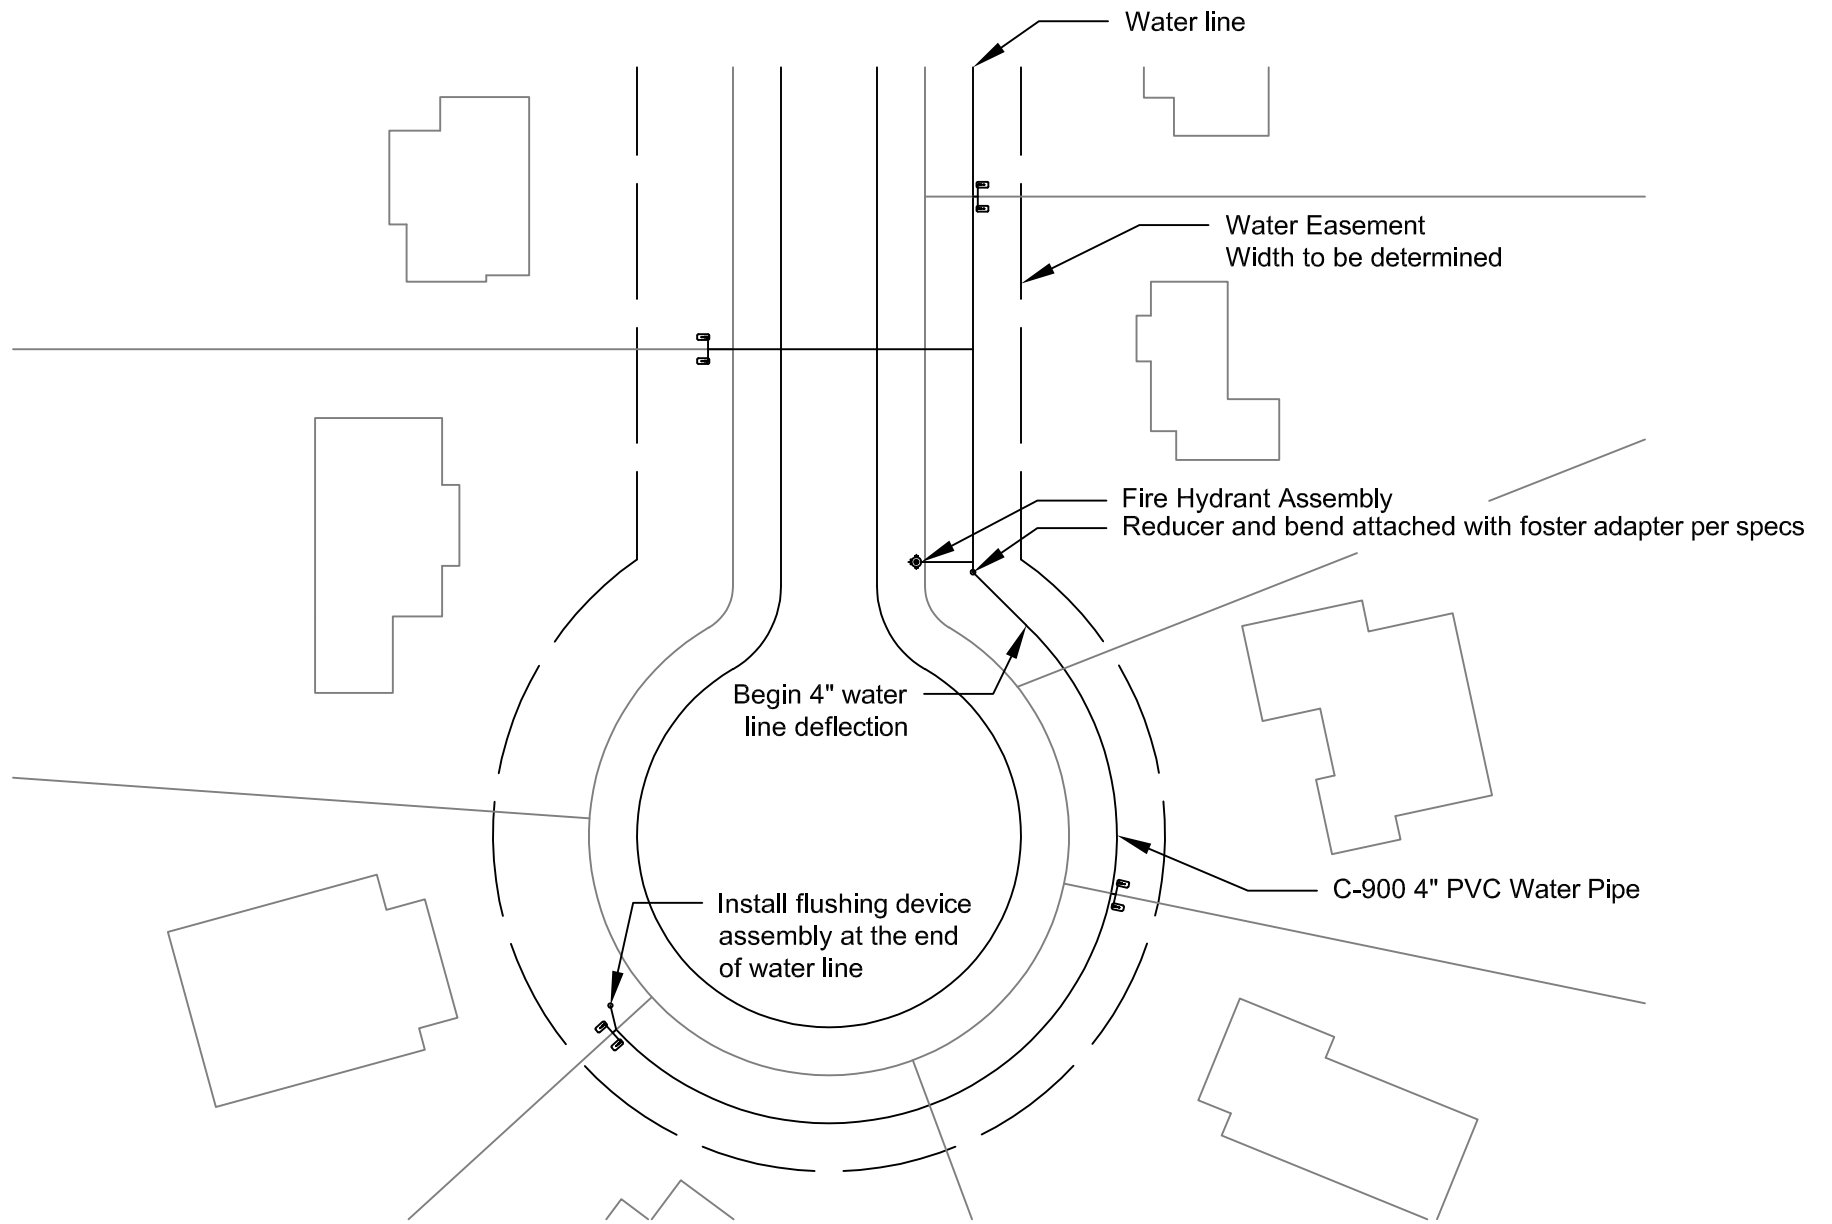 Water line
Water Easement
Width to be determined
Fire Hydrant Assembly
Reducer and bend attached with foster adapter per specs
Begin 4" water
line deflection
C-900 4" PVC Water Pipe
Install flushing device
assembly at the end
of water line